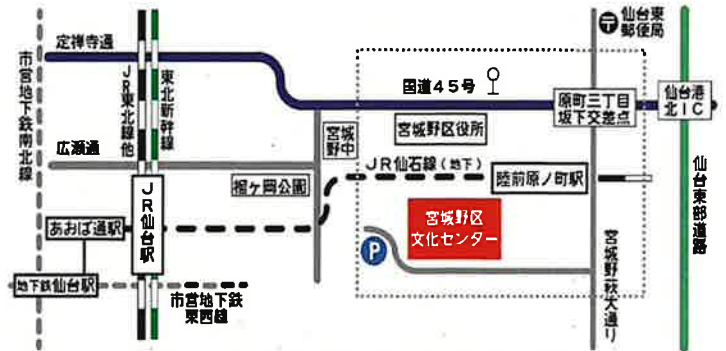 仙台東
郵便局
定禅寺通
市営地下鉄南北線
JR東北線他
東北新幹線
国道45号
原町三丁目
坂下交差点
仙台港
北IC
宮城野区役所
宮城
野中
広瀬通
JR仙石線(地下)
榴ヶ岡公園
陸前原ノ町駅
仙台東部道路
JR仙台駅
あおば通駅
宮城野区
文化センター
P
宮城野萩大通り
地下鉄仙台駅
市営地下鉄
東西線